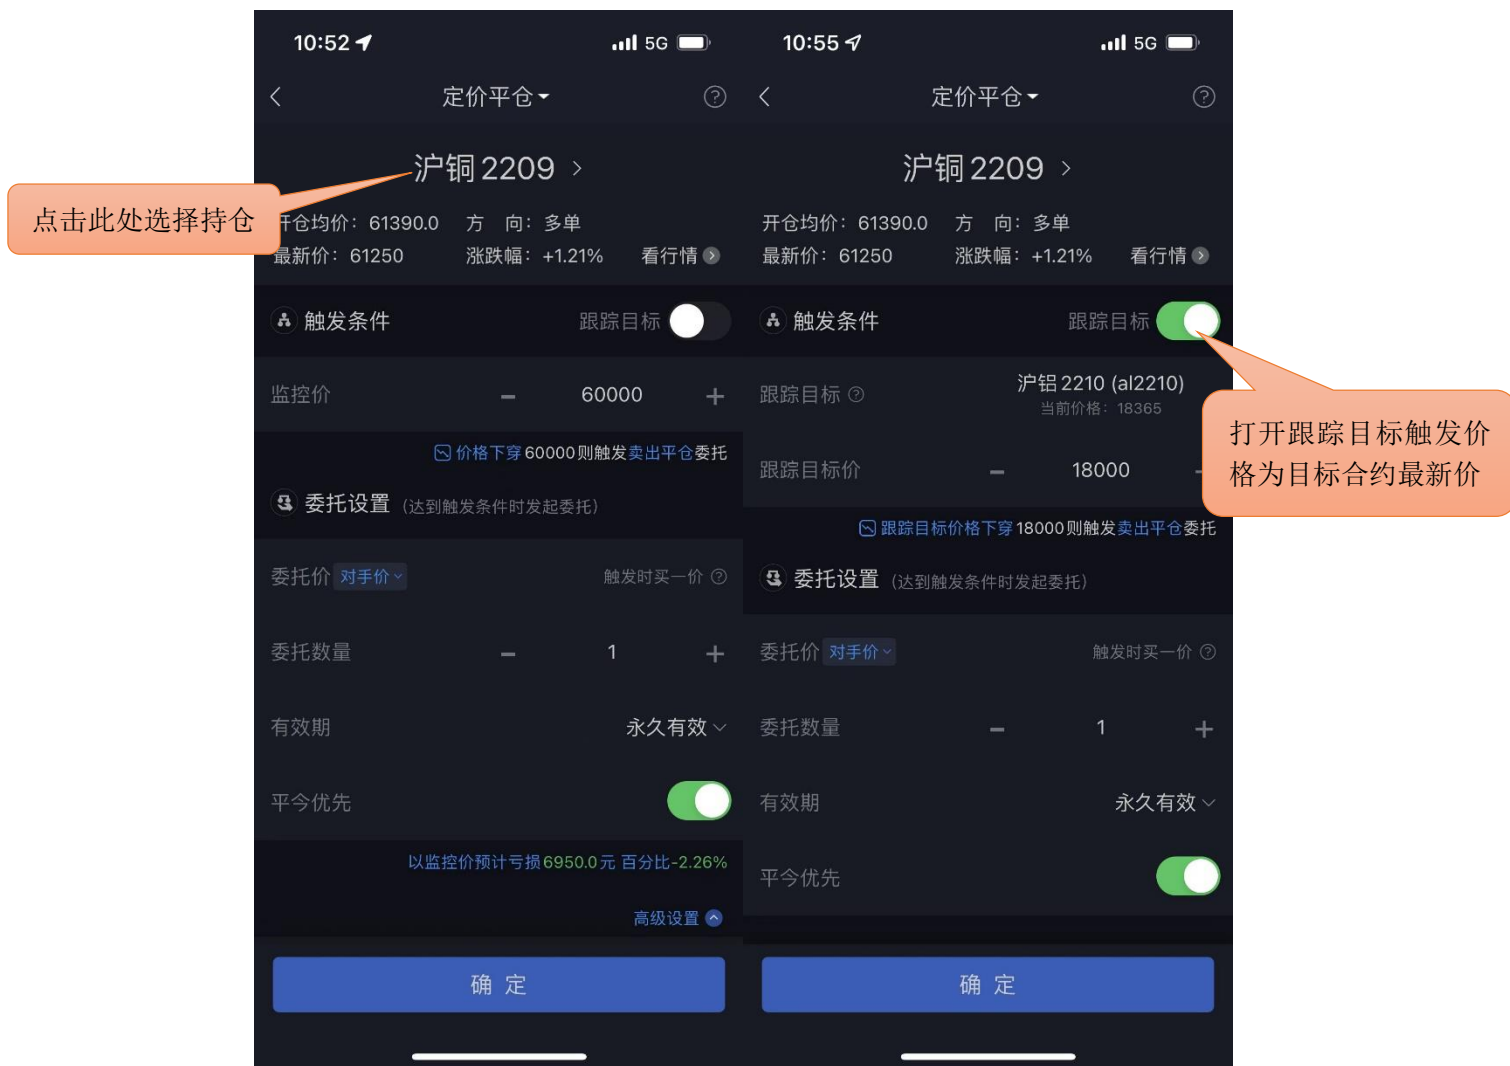 10:52
5G
定价平仓
沪铜 2209
点击此处选择持仓
开仓均价：61390.0 方 向：多单
最新价：61250 涨跌幅：+1.21% 看行情
触发条件 跟踪目标
监控价 - 60000 +
价格下穿 60000 则触发卖出平仓委托
委托设置（达到触发条件时发起委托）
委托价 对手价 触发时买一价
委托数量 - 1 +
有效期 永久有效
平今优先
以监控价预计亏损 6950.0 元 百分比 -2.26%
高级设置
确 定
10:55
5G
定价平仓
沪铜 2209
开仓均价：61390.0 方 向：多单
最新价：61250 涨跌幅：+1.21% 看行情
触发条件 跟踪目标
跟踪目标 沪铝 2210 (al2210)
当前价格：18365
打开跟踪目标触发价
格为目标合约最新价
跟踪目标价 - 18000
跟踪目标价格下穿 18000 则触发卖出平仓委托
委托设置（达到触发条件时发起委托）
委托价 对手价 触发时买一价
委托数量 - 1 +
有效期 永久有效
平今优先
确 定